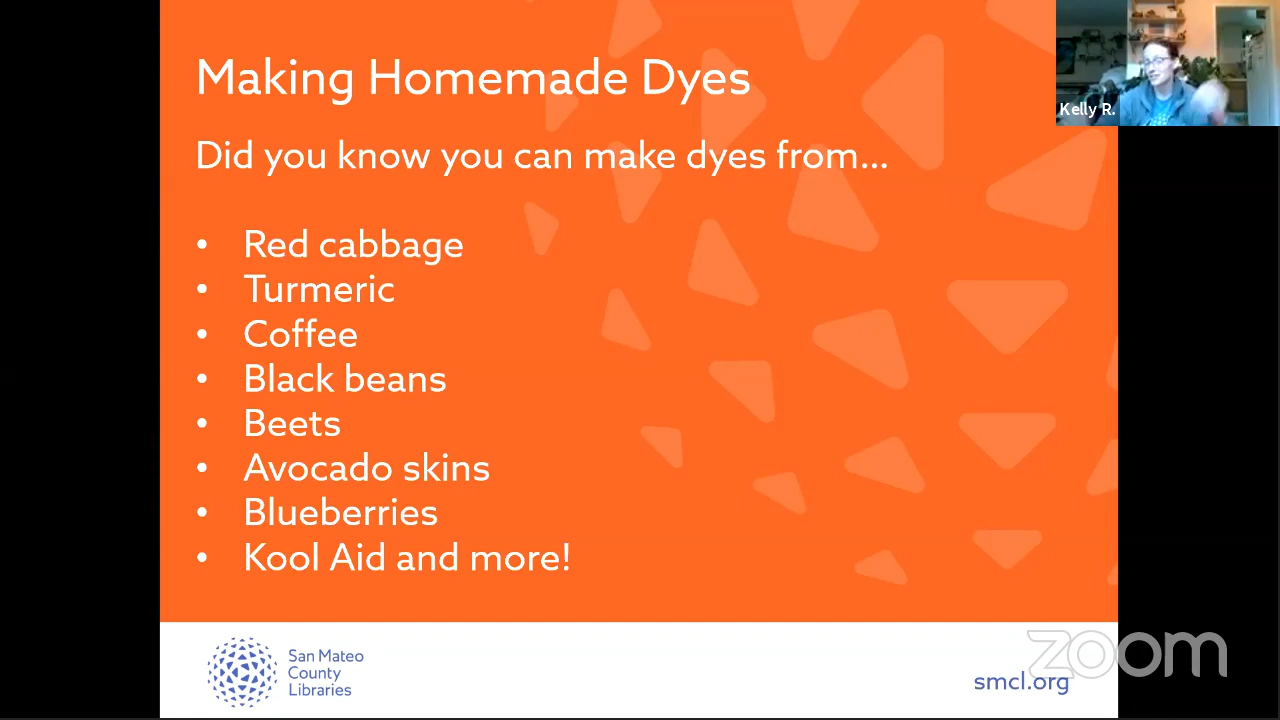 Making Homemade Dyes
Kelly R.
Did you know you can make dyes from...
• Red cabbage
• Turmeric
• Coffee
• Black beans
• Beets
• Avocado skins
• Blueberries
• Kool Aid and more!
San Mateo
County
Libraries
zoom
smcl.org